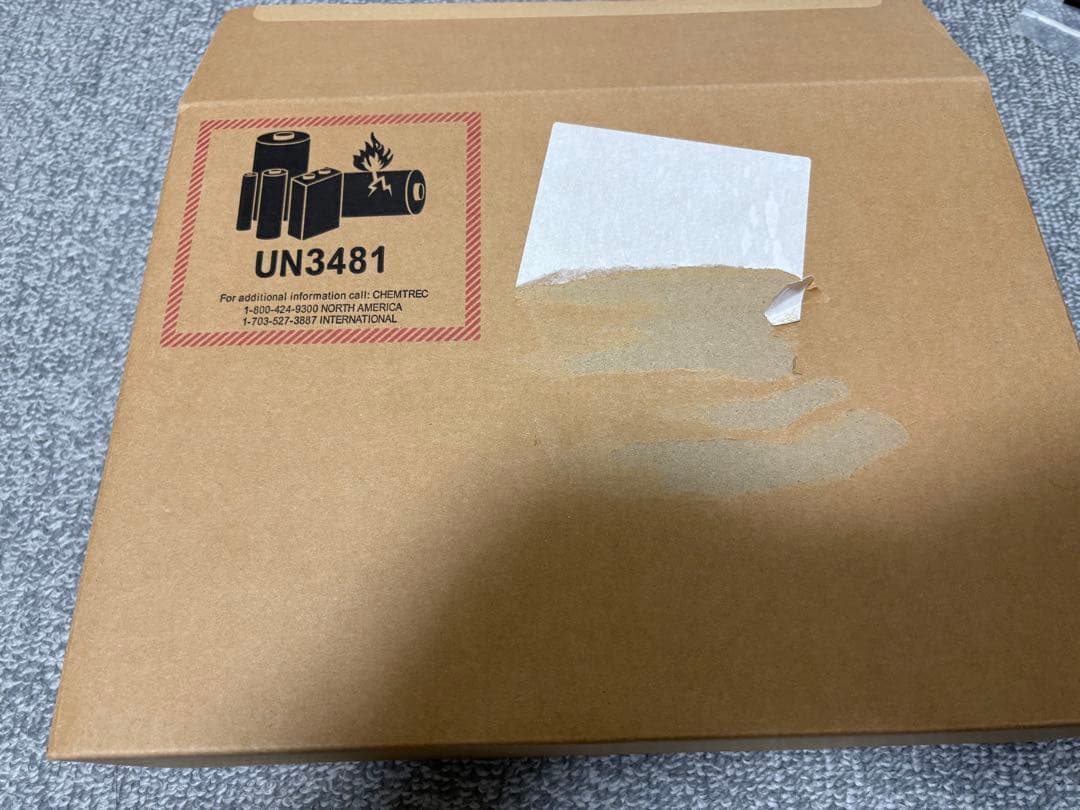 UN3481
For additional information call: CHEMTREC
1-800-424-9300 NORTH AMERICA
1-703-527-3887 INTERNATIONAL